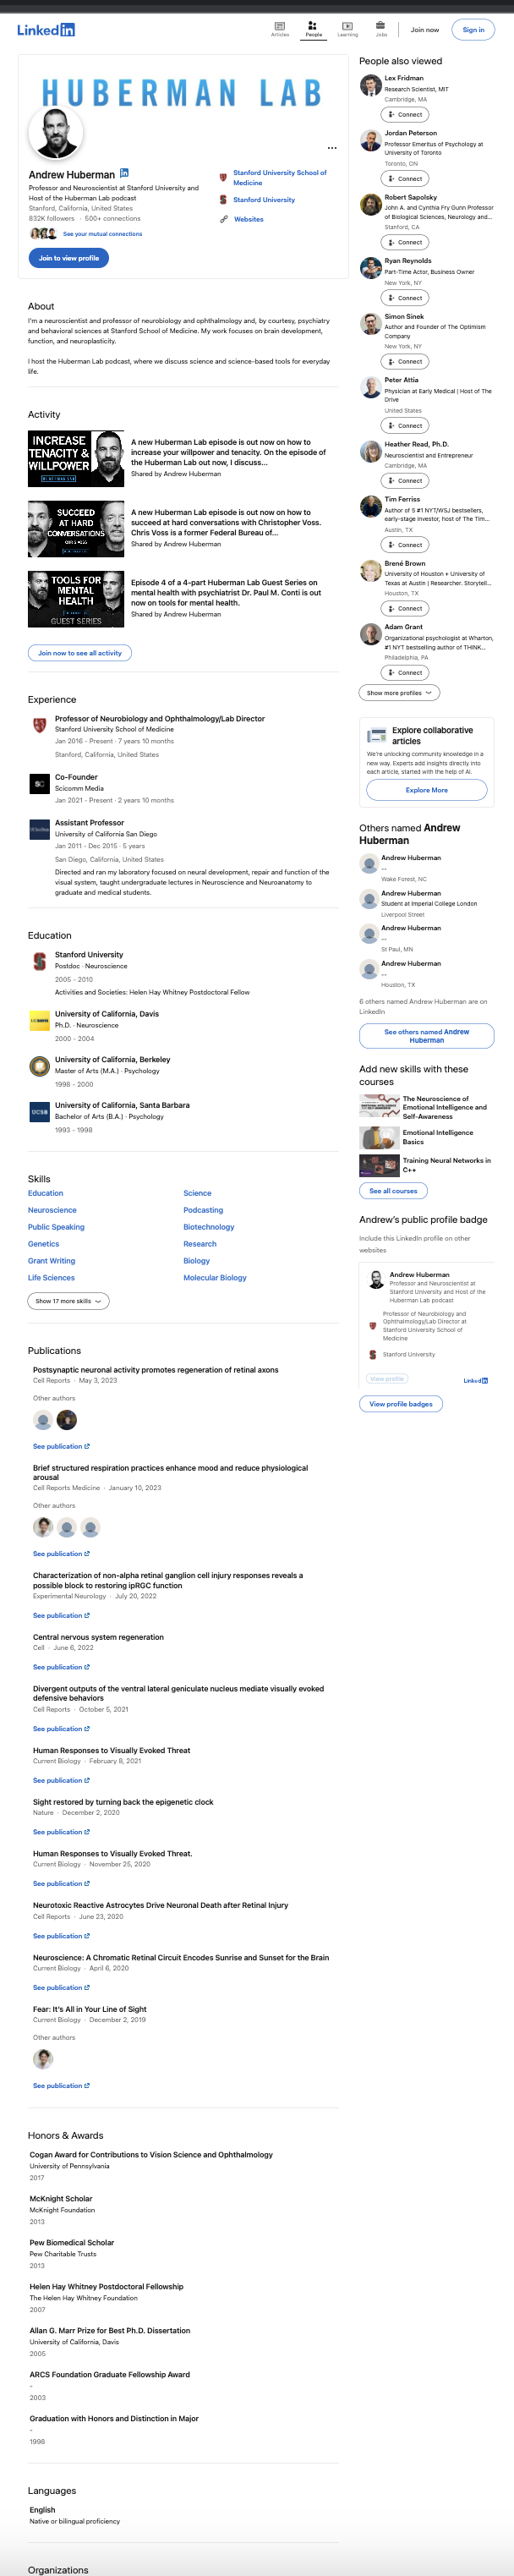 LinkedIn
Articles
People
Learning
Jobs
Join now
Sign in
HUBERMAN LAB
Andrew Huberman
Professor and Neuroscientist at Stanford University and
Host of the Huberman Lab podcast
Stanford, California, United States
832K followers · 500+ connections
See your mutual connections
Join to view profile
Stanford University School of
Medicine
Stanford University
Websites
About
I'm a neuroscientist and professor of neurobiology and ophthalmology and, by courtesy, psychiatry
and behavioral sciences at Stanford School of Medicine. My work focuses on brain development,
function, and neuroplasticity.
I host the Huberman Lab podcast, where we discuss science and science-based tools for everyday
life.
Activity
INCREASE
TENACITY &
WILLPOWER
A new Huberman Lab episode is out now on how to
increase your willpower and tenacity. On the episode of
the Huberman Lab out now, I discuss...
Shared by Andrew Huberman
SUCCEED
AT HARD
CONVERSATIONS
CHRIS VOSS
A new Huberman Lab episode is out now on how to
succeed at hard conversations with Christopher Voss.
Chris Voss is a former Federal Bureau of...
Shared by Andrew Huberman
TOOLS FOR
MENTAL
HEALTH
GUEST SERIES
Episode 4 of a 4-part Huberman Lab Guest Series on
mental health with psychiatrist Dr. Paul M. Conti is out
now on tools for mental health.
Shared by Andrew Huberman
Join now to see all activity
Experience
Professor of Neurobiology and Ophthalmology/Lab Director
Stanford University School of Medicine
Jan 2016 - Present · 7 years 10 months
Stanford, California, United States
Co-Founder
Scicomm Media
Jan 2021 - Present · 2 years 10 months
Assistant Professor
University of California San Diego
Jan 2011 - Dec 2015 · 5 years
San Diego, California, United States
Directed and ran my laboratory focused on neural development, repair and function of the
visual system, taught undergraduate lectures in Neuroscience and Neuroanatomy to
graduate and medical students.
Education
Stanford University
Postdoc · Neuroscience
2005 - 2010
Activities and Societies: Helen Hay Whitney Postdoctoral Fellow
University of California, Davis
Ph.D. · Neuroscience
2000 - 2004
University of California, Berkeley
Master of Arts (M.A.) · Psychology
1998 - 2000
UCSB
University of California, Santa Barbara
Bachelor of Arts (B.A.) · Psychology
1993 - 1998
Skills
Education
Science
Neuroscience
Podcasting
Public Speaking
Biotechnology
Genetics
Research
Grant Writing
Biology
Life Sciences
Molecular Biology
Show 17 more skills
Publications
Postsynaptic neuronal activity promotes regeneration of retinal axons
Cell Reports · May 3, 2023
Other authors
See publication
Brief structured respiration practices enhance mood and reduce physiological
arousal
Cell Reports Medicine · January 10, 2023
Other authors
See publication
Characterization of non-alpha retinal ganglion cell injury responses reveals a
possible block to restoring ipRGC function
Experimental Neurology · July 20, 2022
See publication
Central nervous system regeneration
Cell · June 6, 2022
See publication
Divergent outputs of the ventral lateral geniculate nucleus mediate visually evoked
defensive behaviors
Cell Reports · October 5, 2021
See publication
Human Responses to Visually Evoked Threat
Current Biology · February 8, 2021
See publication
Sight restored by turning back the epigenetic clock
Nature · December 2, 2020
See publication
Human Responses to Visually Evoked Threat.
Current Biology · November 25, 2020
See publication
Neurotoxic Reactive Astrocytes Drive Neuronal Death after Retinal Injury
Cell Reports · June 23, 2020
See publication
Neuroscience: A Chromatic Retinal Circuit Encodes Sunrise and Sunset for the Brain
Current Biology · April 6, 2020
See publication
Fear: It's All in Your Line of Sight
Current Biology · December 2, 2019
Other authors
See publication
Honors & Awards
Cogan Award for Contributions to Vision Science and Ophthalmology
University of Pennsylvania
2017
McKnight Scholar
McKnight Foundation
2013
Pew Biomedical Scholar
Pew Charitable Trusts
2013
Helen Hay Whitney Postdoctoral Fellowship
The Helen Hay Whitney Foundation
2007
Allan G. Marr Prize for Best Ph.D. Dissertation
University of California, Davis
2005
ARCS Foundation Graduate Fellowship Award
-
2003
Graduation with Honors and Distinction in Major
-
1998
Languages
English
Native or bilingual proficiency
Organizations
People also viewed
Lex Fridman
Research Scientist, MIT
Cambridge, MA
Connect
Jordan Peterson
Professor Emeritus of Psychology at
University of Toronto
Toronto, ON
Connect
Robert Sapolsky
John A. and Cynthia Fry Gunn Professor
of Biological Sciences, Neurology and...
Stanford, CA
Connect
Ryan Reynolds
Part-Time Actor, Business Owner
New York, NY
Connect
Simon Sinek
Author and Founder of The Optimism
Company
New York, NY
Connect
Peter Attia
Physician at Early Medical | Host of The
Drive
United States
Connect
Heather Read, Ph.D.
Neuroscientist and Entrepreneur
Cambridge, MA
Connect
Tim Ferriss
Author of 5 #1 NYT/WSJ bestsellers,
early-stage investor, host of The Tim...
Austin, TX
Connect
Brené Brown
University of Houston + University of
Texas at Austin | Researcher. Storytell...
Houston, TX
Connect
Adam Grant
Organizational psychologist at Wharton,
#1 NYT bestselling author of THINK...
Philadelphia, PA
Connect
Show more profiles
Explore collaborative
articles
We're unlocking community knowledge in a
new way. Experts add insights directly into
each article, started with the help of AI.
Explore More
Others named Andrew
Huberman
Andrew Huberman
--
Wake Forest, NC
Andrew Huberman
Student at Imperial College London
Liverpool Street
Andrew Huberman
--
St Paul, MN
Andrew Huberman
--
Houston, TX
6 others named Andrew Huberman are on
LinkedIn
See others named Andrew
Huberman
Add new skills with these
courses
The Neuroscience of
Emotional Intelligence and
Self-Awareness
Emotional Intelligence
Basics
Training Neural Networks in
C++
See all courses
Andrew's public profile badge
Include this LinkedIn profile on other
websites
Andrew Huberman
Professor and Neuroscientist at
Stanford University and Host of the
Huberman Lab podcast
Professor of Neurobiology and
Ophthalmology/Lab Director at
Stanford University School of
Medicine
Stanford University
View profile
LinkedIn
View profile badges